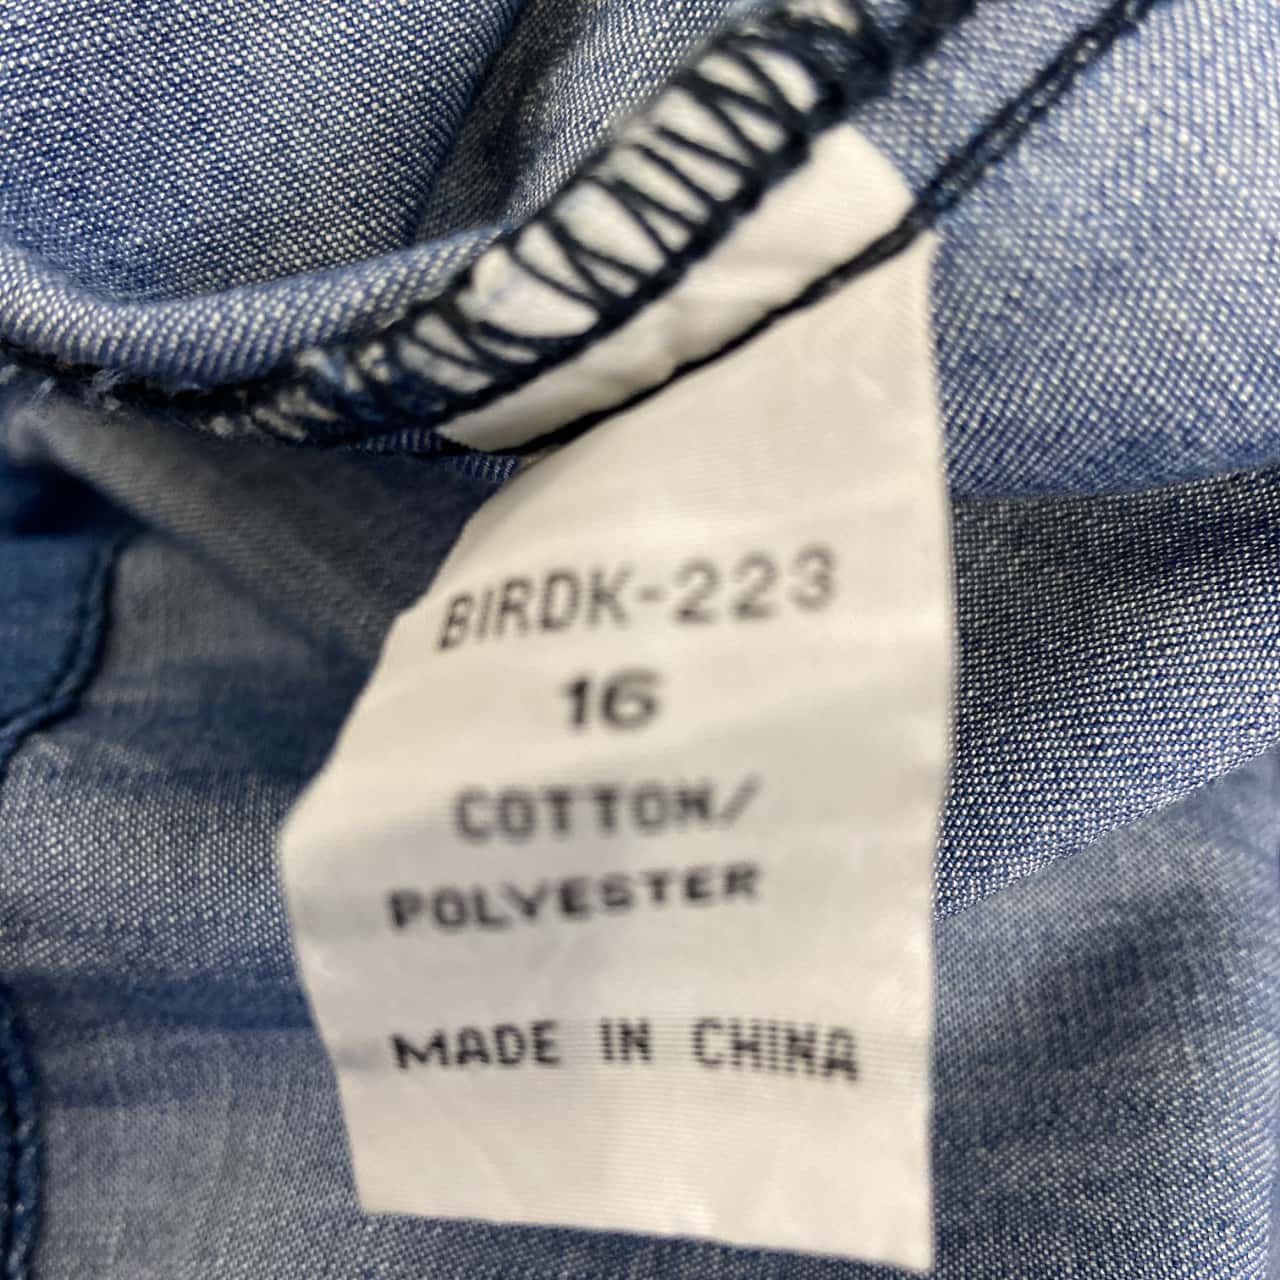 BIRDK-223
16
COTTON/
POLYESTER
MADE IN CHINA